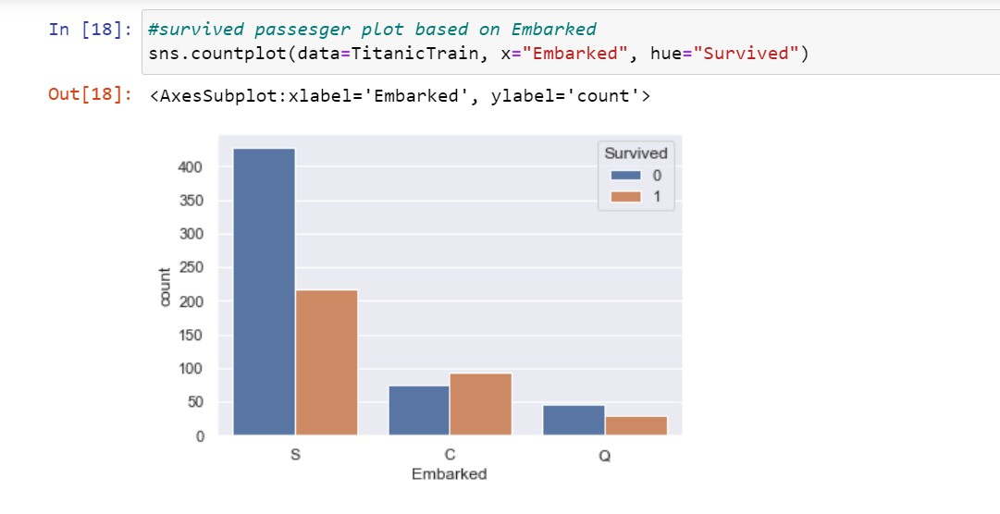 In [18]: #survived passesger plot based on Embarked
sns.countplot(data=TitanicTrain, x="Embarked", hue="Survived")
Out[18]: <AxesSubplot:xlabel='Embarked', ylabel='count'>
Survived
0
1
400
350
300
250
200
150
100
50
0
count
S C Q
Embarked